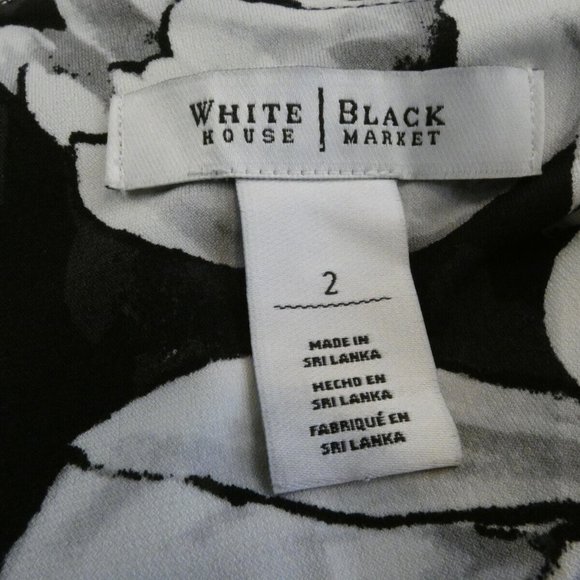 WHITE | BLACK
HOUSE | MARKET
2
MADE IN
SRI LANKA
HECHO EN
SRI LANKA
FABRIQUÉ EN
SRI LANKA